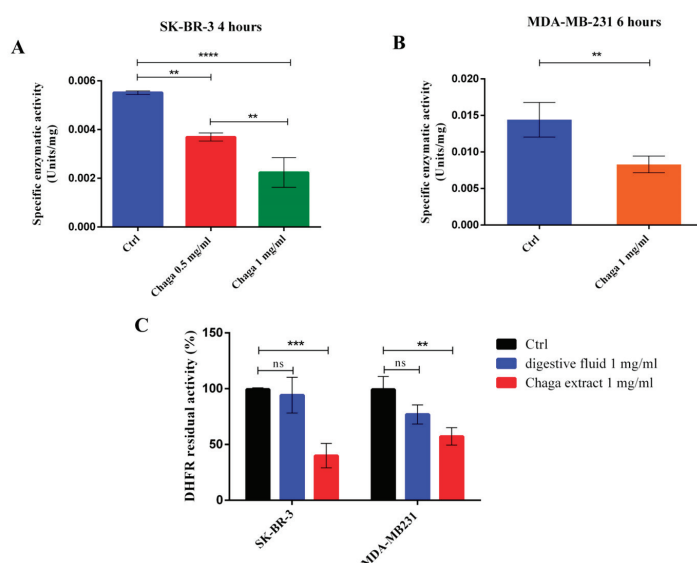 SK-BR-3 4 hours
A
****
**
**
0.006
0.004
0.002
0.000
Specific enzymatic activity
(Units/mg)
Ctrl
Chaga 0.5 mg/ml
Chaga 1 mg/ml
MDA-MB-231 6 hours
B
**
0.020
0.015
0.010
0.005
0.000
Specific enzymatic activity
(Units/mg)
Ctrl
Chaga 1 mg/ml
C
150
100
50
0
DHFR residual activity (%)
***
ns
**
ns
SK-BR-3
MDA-MB231
Ctrl
digestive fluid 1 mg/ml
Chaga extract 1 mg/ml